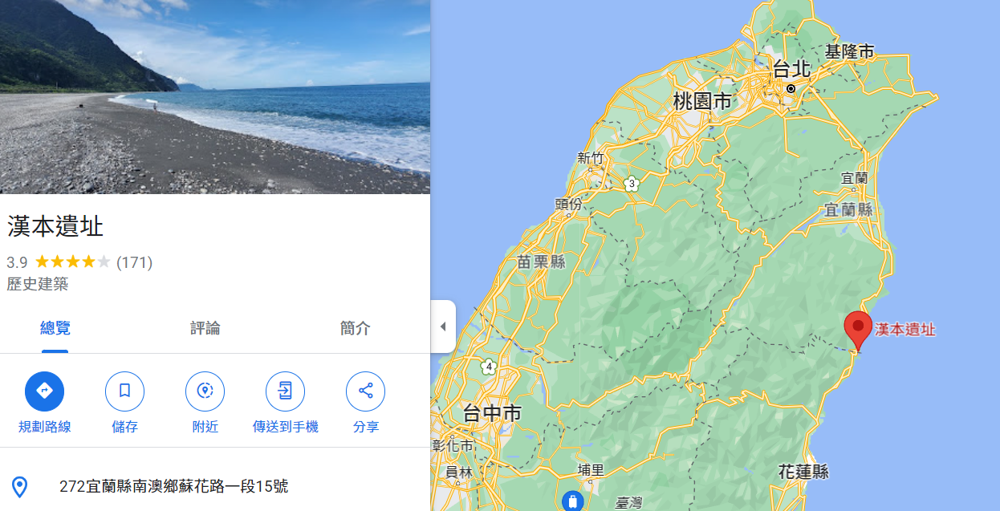 漢本遺址
3.9 (171)
歷史建築
總覽 評論 簡介
規劃路線 儲存 附近 傳送到手機 分享
272宜蘭縣南澳鄉蘇花路一段15號
基隆市
台北
桃園市
新竹
3
宜蘭
頭份
宜蘭縣
苗栗縣
漢本遺址
4
台中市
彰化市
員林
埔里
花蓮縣
臺灣